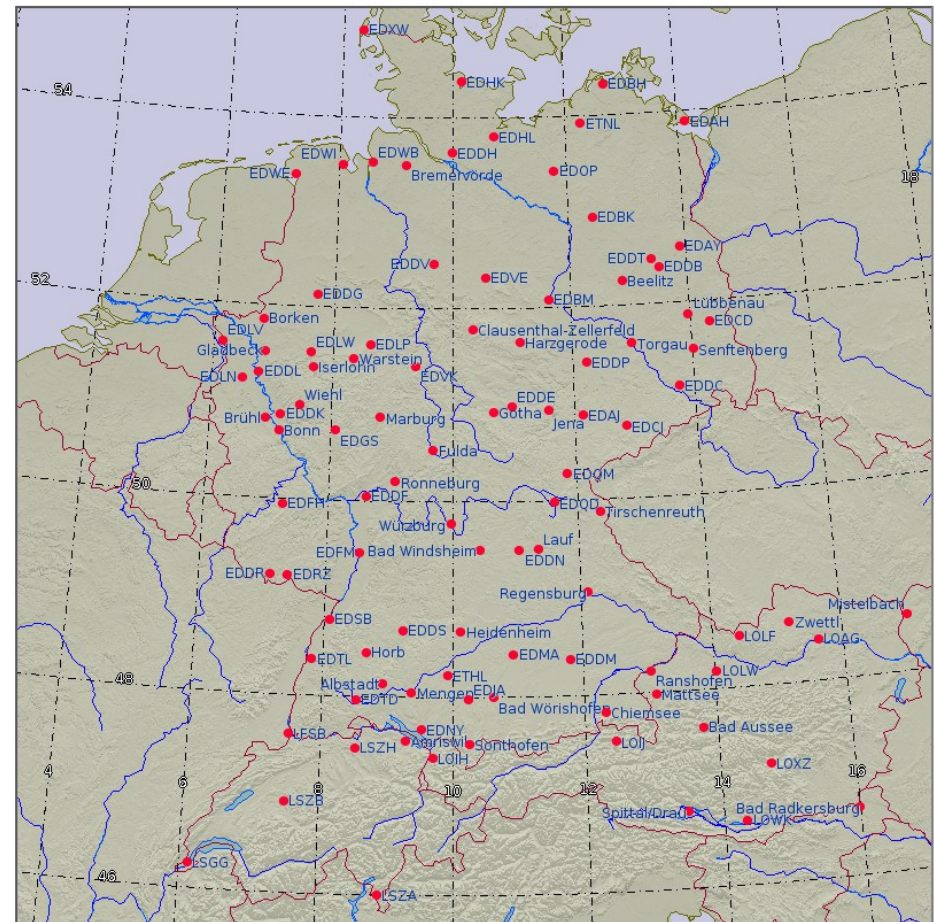 EDXW
54
EDHK
EDBH
ETNL
EDAH
EDHL
EDWI
EDWB
EDDH
EDWE
Bremervörde
EDOP
18
EDBK
EDAY
EDDV
EDDT
EDDB
52
EDVE
Beelitz
EDDG
EDBM
Lübbenau
Borken
EDCD
EDLV
Clausenthal-Zellerfeld
EDLW
EDLP
Harzgerode
Torgau
Gladbeck
Senftenberg
Warstein
EDDP
Iserlohn
EDDL
EDVK
EDLN
EDDC
Wiehl
EDDE
Brühl
EDDK
Marburg
Gotha
EDAJ
Jena
EDCJ
Bonn
EDGS
Fulda
EDQM
50
Ronneburg
EDDF
EDFH
EDQD
Tirschenreuth
Würzburg
Lauf
EDFM
Bad Windsheim
EDDN
EDDR
EDRZ
Regensburg
Mistelbach
EDSB
Zwettl
EDDS
Heidenheim
LOLF
LOAG
Horb
EDMA
EDTL
EDDM
48
ETHL
LOLW
Albstadt
Ranshofen
Mengen
EDJA
Mattsee
EDTD
Bad Wörishofen
Chiemsee
LFSB
EDNY
Bad Aussee
Amriswil
LOIJ
LSZH
Sonthofen
LOIH
4
LOXZ
16
6
8
10
12
14
LSZB
Bad Radkersburg
Spittal/Drau
LOWK
LSGG
46
LSZA